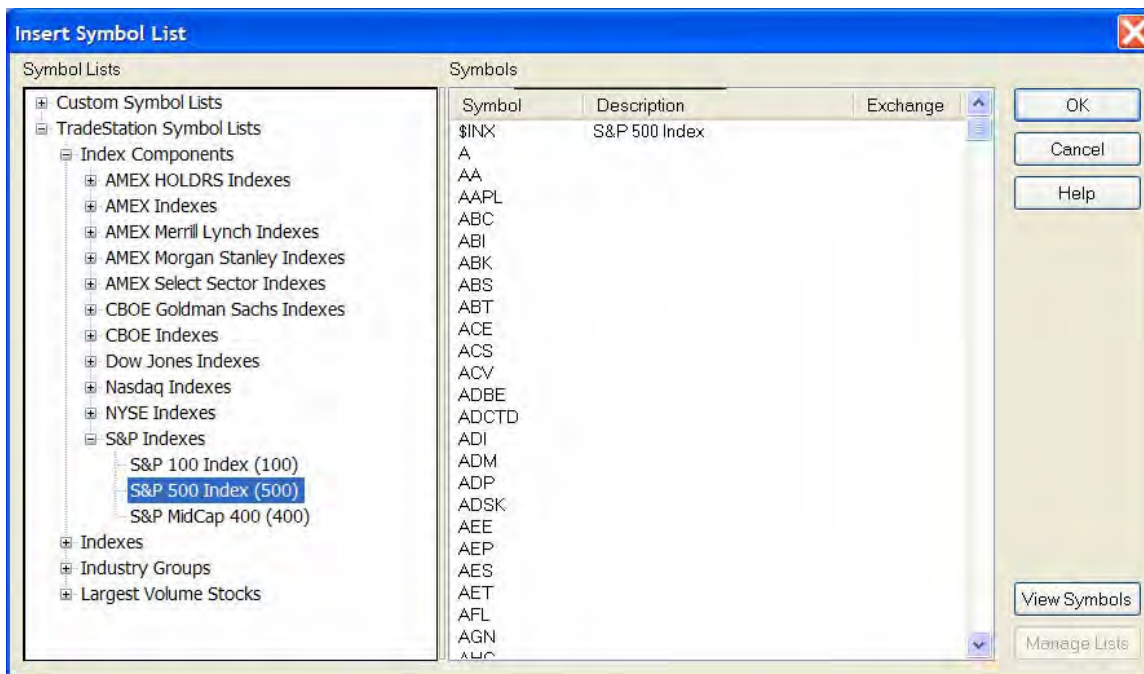 Insert Symbol List
Symbol Lists
Custom Symbol Lists
TradeStation Symbol Lists
Index Components
AMEX HOLDRS Indexes
AMEX Indexes
AMEX Merrill Lynch Indexes
AMEX Morgan Stanley Indexes
AMEX Select Sector Indexes
CBOE Goldman Sachs Indexes
CBOE Indexes
Dow Jones Indexes
Nasdaq Indexes
NYSE Indexes
S&P Indexes
S&P 100 Index (100)
S&P 500 Index (500)
S&P MidCap 400 (400)
Indexes
Industry Groups
Largest Volume Stocks
Symbols
Symbol Description Exchange
$INX S&P 500 Index
A
AA
AAPL
ABC
ABI
ABK
ABS
ABT
ACE
ACS
ACV
ADBE
ADCTD
ADI
ADM
ADP
ADSK
AEE
AEP
AES
AET
AFL
AGN
OK
Cancel
Help
View Symbols
Manage Lists